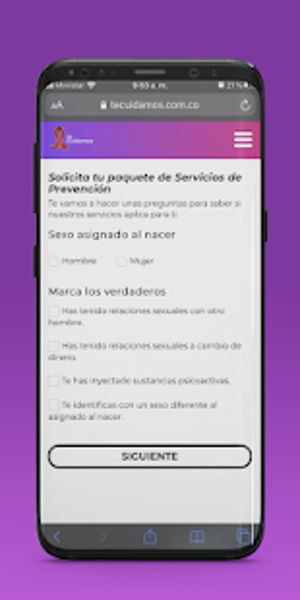 Movistar 9:53 a. m. 21 %
AA tecuidamos.com.co
Te
cuidamos
Solicita tu paquete de Servicios de
Prevención
Te vamos a hacer unas preguntas para saber si
nuestros servicios aplica para ti
Sexo asignado al nacer
Hombre Mujer
Marca los verdaderos
Has tenido relaciones sexuales con otro
hombre.
Has tenido relaciones sexuales a cambio de
dinero.
Te has inyectado sustancias psicoactivas.
Te identificas con un sexo diferente al
asignado al nacer.
SIGUIENTE